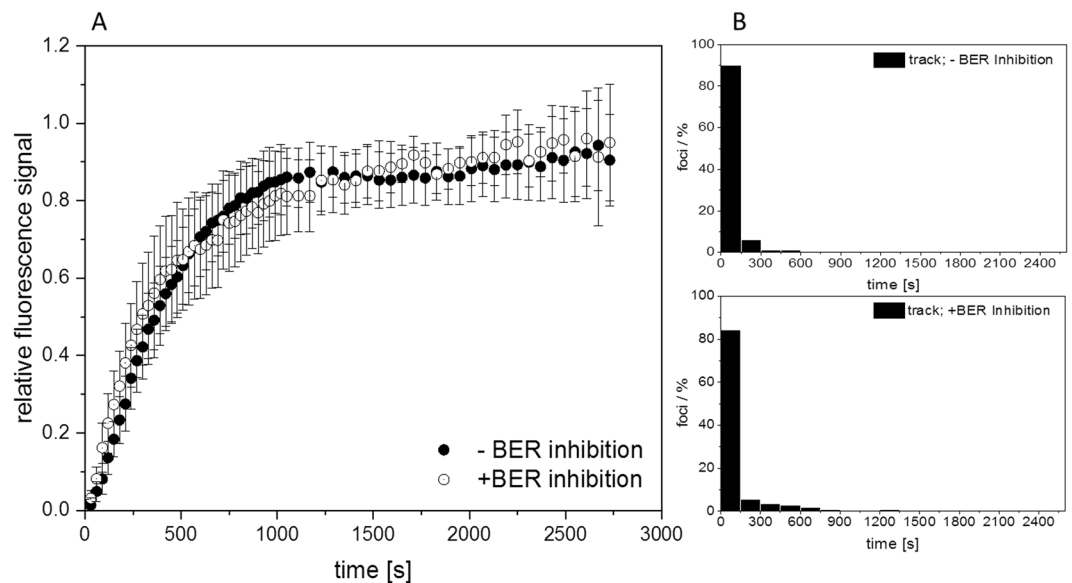 A
1.2
1.0
0.8
0.6
0.4
0.2
0.0
relative fluorescence signal
- BER inhibition
+BER inhibition
0 500 1000 1500 2000 2500 3000
time [s]
B
100
80
60
40
20
0
foci / %
track; - BER Inhibition
0 300 600 900 1200 1500 1800 2100 2400
time [s]
100
80
60
40
20
0
foci / %
track; +BER Inhibition
0 300 600 900 1200 1500 1800 2100 2400
time [s]